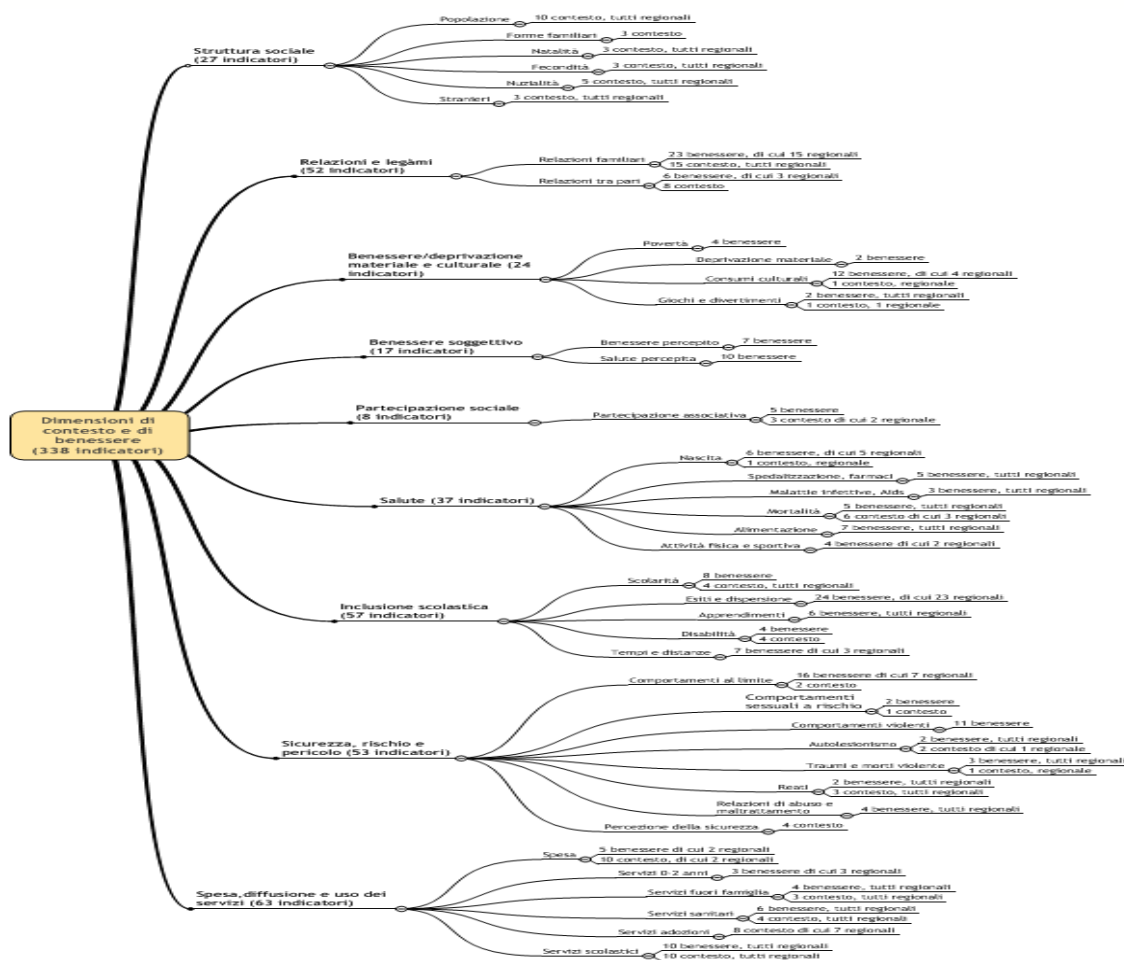 Dimensioni di
contesto e di
benessere
(338 indicatori)
Struttura sociale
(27 indicatori)
Popolazione
10 contesto, tutti regionali
Forme familiari
3 contesto
Natalità
3 contesto, tutti regionali
Fecondità
3 contesto, tutti regionali
Nuzialità
5 contesto, tutti regionali
Stranieri
3 contesto, tutti regionali
Relazioni e legàmi
(52 indicatori)
Relazioni familiari
23 benessere, di cui 15 regionali
15 contesto, tutti regionali
Relazioni tra pari
6 benessere, di cui 3 regionali
8 contesto
Benessere/deprivazione
materiale e culturale (24
indicatori)
Povertà
4 benessere
Deprivazione materiale
2 benessere
Consumi culturali
12 benessere, di cui 4 regionali
1 contesto, regionale
Giochi e divertimenti
2 benessere, tutti regionali
1 contesto, 1 regionale
Benessere soggettivo
(17 indicatori)
Benessere percepito
7 benessere
Salute percepita
10 benessere
Partecipazione sociale
(8 indicatori)
Partecipazione associativa
5 benessere
3 contesto di cui 2 regionale
Salute (37 indicatori)
Nascita
6 benessere, di cui 5 regionali
1 contesto, regionale
Spedalizzazione, farmaci
5 benessere, tutti regionali
Malattie infettive, Aids
3 benessere, tutti regionali
Mortalità
5 benessere, tutti regionali
6 contesto di cui 3 regionali
Alimentazione
7 benessere, tutti regionali
Attività fisica e sportiva
4 benessere di cui 2 regionali
Inclusione scolastica
(57 indicatori)
Scolarità
8 benessere
4 contesto, tutti regionali
Esiti e dispersione
24 benessere, di cui 23 regionali
Apprendimenti
6 benessere, tutti regionali
Disabilità
4 benessere
4 contesto
Tempi e distanze
7 benessere di cui 3 regionali
Sicurezza, rischio e
pericolo (53 indicatori)
Comportamenti al limite
16 benessere di cui 7 regionali
2 contesto
Comportamenti
sessuali a rischio
2 benessere
1 contesto
Comportamenti violenti
11 benessere
Autolesionismo
2 benessere, tutti regionali
2 contesto di cui 1 regionale
Traumi e morti violente
3 benessere, tutti regionali
1 contesto, regionale
Reati
2 benessere, tutti regionali
3 contesto, tutti regionali
Relazioni di abuso e
maltrattamento
4 benessere, tutti regionali
Percezione della sicurezza
4 contesto
Spesa,diffusione e uso dei
servizi (63 indicatori)
Spesa
5 benessere di cui 2 regionali
10 contesto, di cui 2 regionali
Servizi 0-2 anni
3 benessere di cui 3 regionali
Servizi fuori famiglia
4 benessere, tutti regionali
3 contesto, tutti regionali
Servizi sanitari
6 benessere, tutti regionali
4 contesto, tutti regionali
Servizi adozioni
8 contesto di cui 7 regionali
Servizi scolastici
10 benessere, tutti regionali
10 contesto, tutti regionali